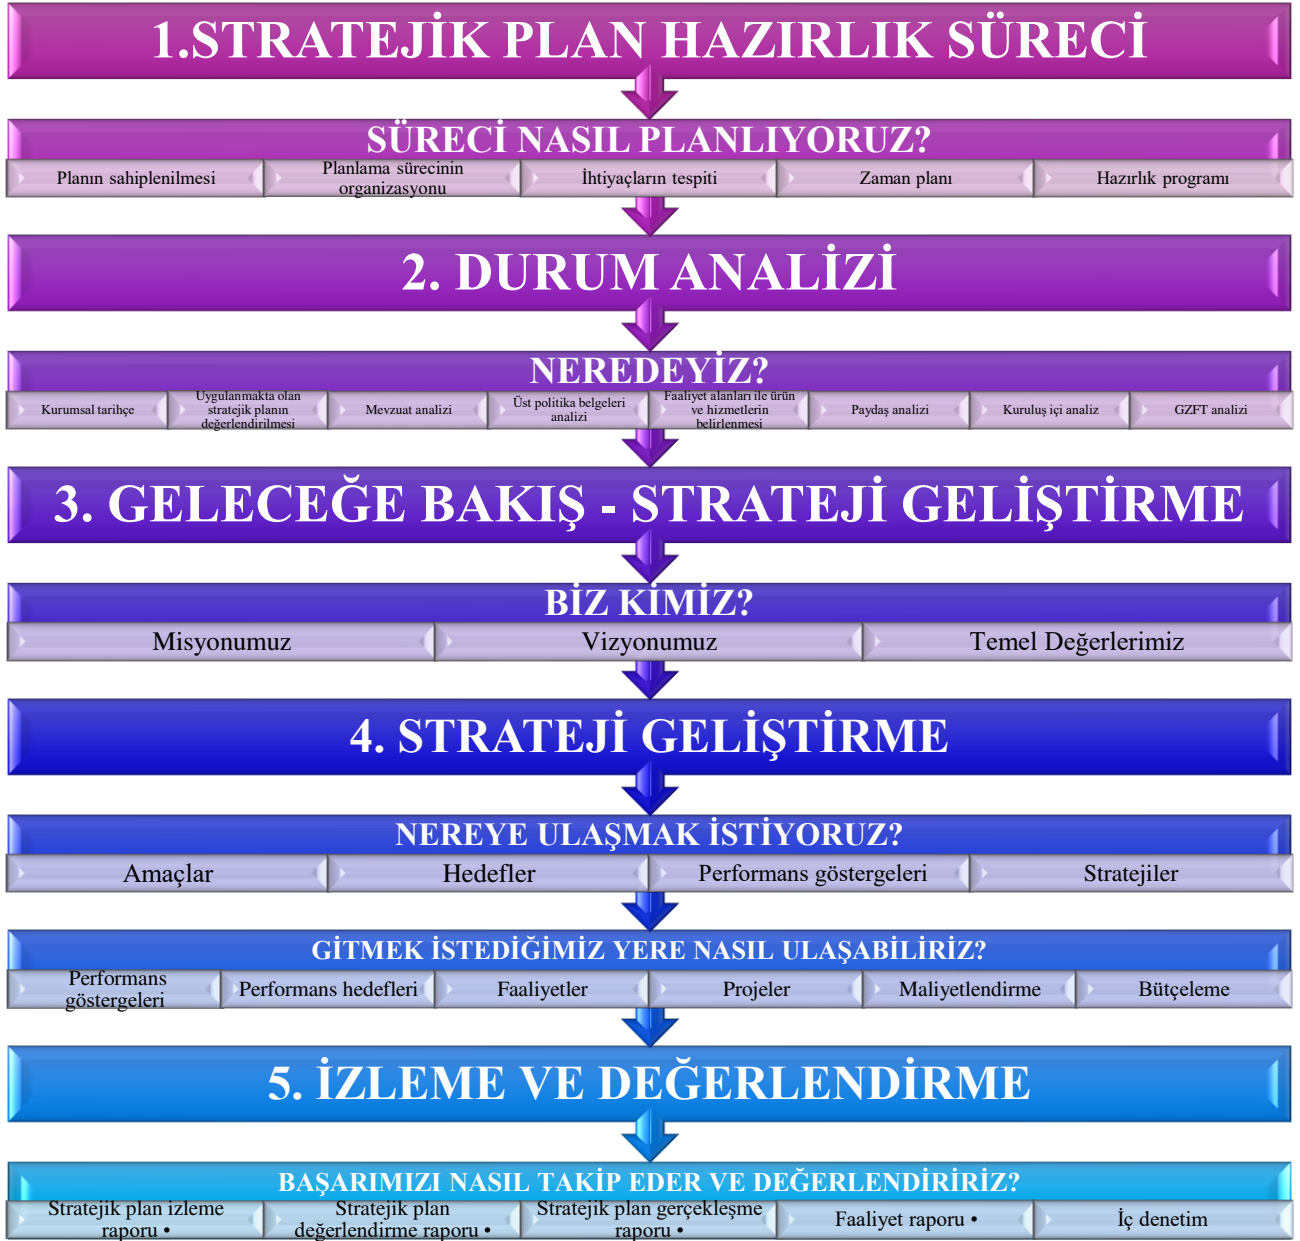 1.STRATEJİK PLAN HAZIRLIK SÜRECİ
SÜRECİ NASIL PLANLIYORUZ?
Planın sahiplenilmesi
Planlama sürecinin
organizasyonu
İhtiyaçların tespiti
Zaman planı
Hazırlık programı
2. DURUM ANALİZİ
NEREDEYİZ?
Kurumsal tarihçe
Uygulanmakta olan
stratejik planın
değerlendirilmesi
Mevzuat analizi
Üst politika belgeleri
analizi
Faaliyet alanları ile ürün
ve hizmetlerin
belirlenmesi
Paydaş analizi
Kuruluş içi analiz
GZFT analizi
3. GELECEĞE BAKIŞ - STRATEJİ GELİŞTİRME
BİZ KİMİZ?
Misyonumuz
Vizyonumuz
Temel Değerlerimiz
4. STRATEJİ GELİŞTİRME
NEREYE ULAŞMAK İSTİYORUZ?
Amaçlar
Hedefler
Performans göstergeleri
Stratejiler
GİTMEK İSTEDİĞİMİZ YERE NASIL ULAŞABİLİRİZ?
Performans
göstergeleri
Performans hedefleri
Faaliyetler
Projeler
Maliyetlendirme
Bütçeleme
5. İZLEME VE DEĞERLENDİRME
BAŞARIMIZI NASIL TAKİP EDER VE DEĞERLENDİRİRİZ?
Stratejik plan izleme
raporu •
Stratejik plan
değerlendirme raporu •
Stratejik plan gerçekleşme
raporu •
Faaliyet raporu •
İç denetim